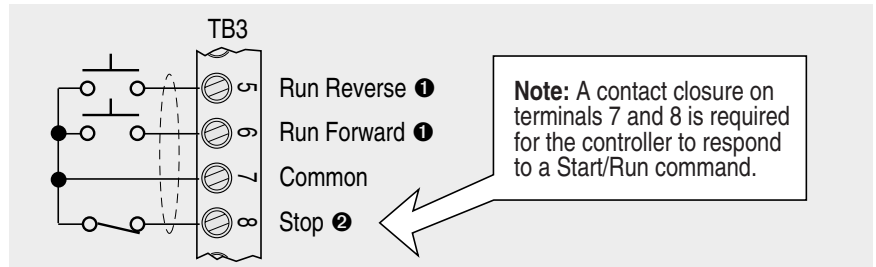 TB3
5 Run Reverse ❶
6 Run Forward ❶
7 Common
8 Stop ❷
Note: A contact closure on
terminals 7 and 8 is required
for the controller to respond
to a Start/Run command.